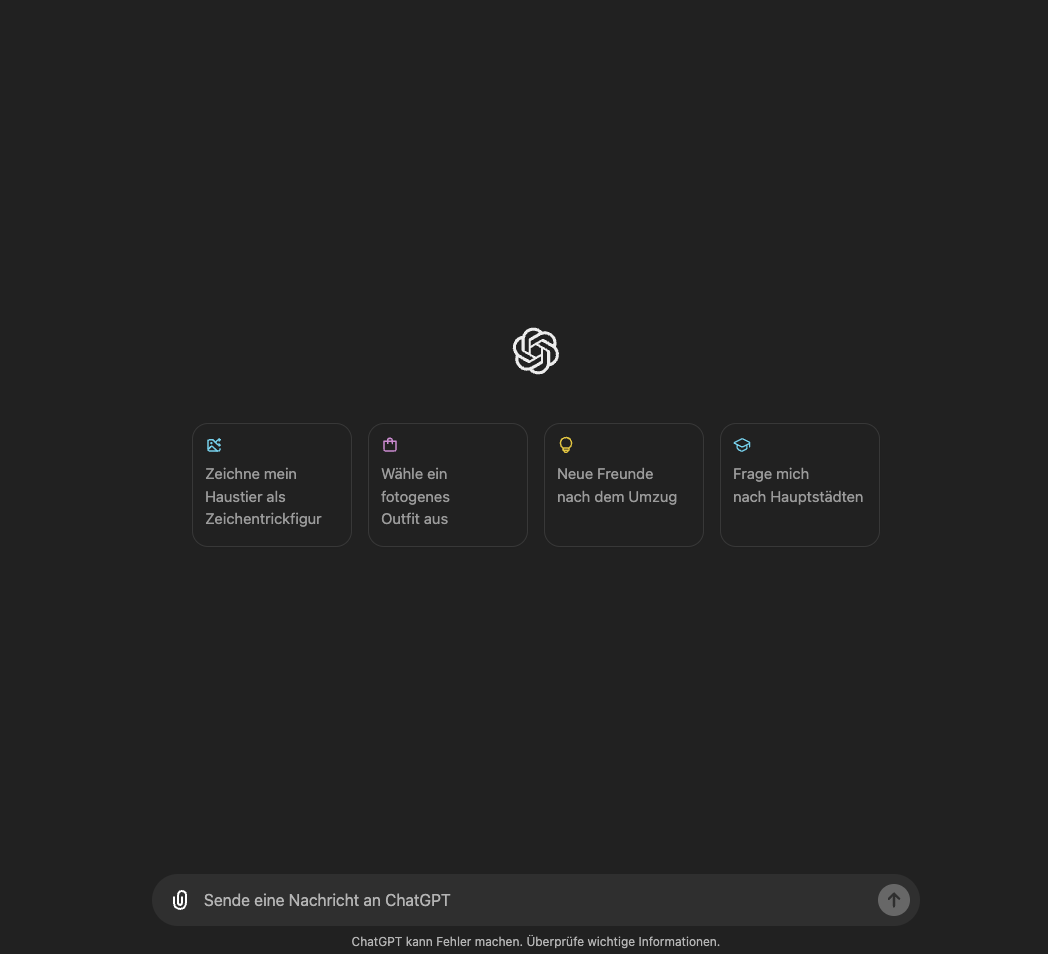 Zeichne mein
Haustier als
Zeichentrickfigur
Wähle ein
fotogenes
Outfit aus
Neue Freunde
nach dem Umzug
Frage mich
nach Hauptstädten
Sende eine Nachricht an ChatGPT
ChatGPT kann Fehler machen. Überprüfe wichtige Informationen.